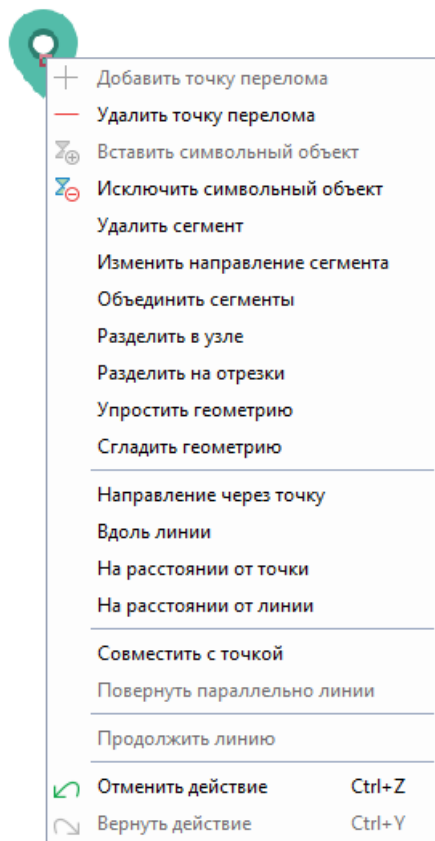 Добавить точку перелома
Удалить точку перелома
Вставить символьный объект
Исключить символьный объект
Удалить сегмент
Изменить направление сегмента
Объединить сегменты
Разделить в узле
Разделить на отрезки
Упростить геометрию
Сгладить геометрию
Направление через точку
Вдоль линии
На расстоянии от точки
На расстоянии от линии
Совместить с точкой
Повернуть параллельно линии
Продолжить линию
Отменить действие Ctrl+Z
Вернуть действие Ctrl+Y